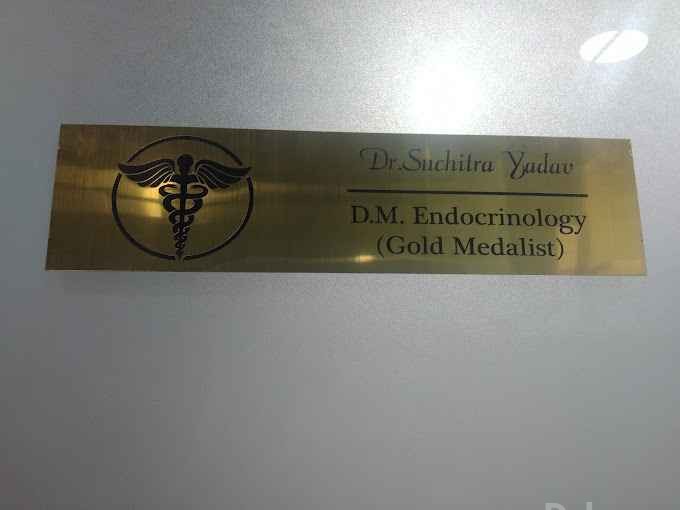 Dr.Suchitra Yadav
D.M. Endocrinology
(Gold Medalist)